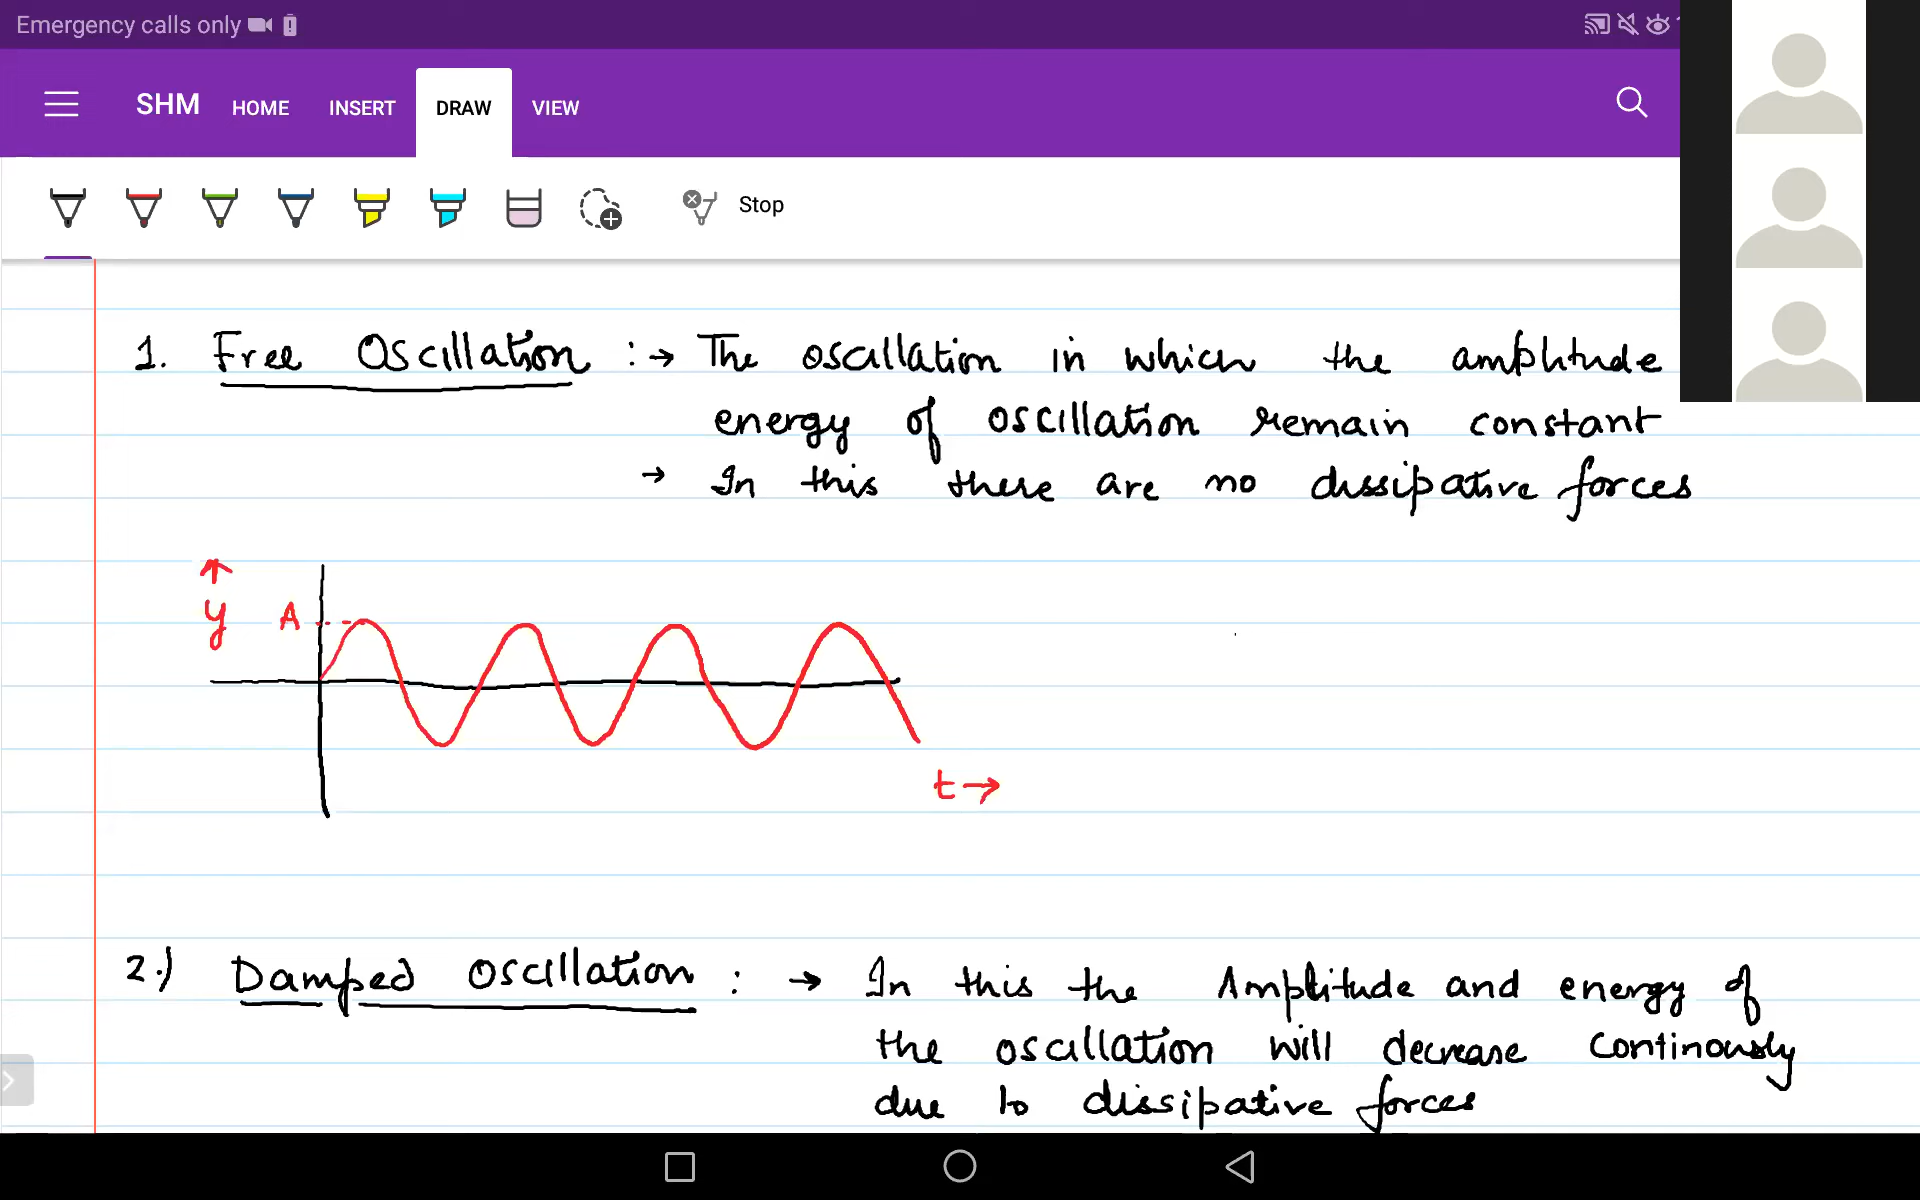 Emergency calls only
SHM HOME INSERT DRAW VIEW
Stop
1. Free Oscillation :→ The oscillation in which the amplitude
energy of oscillation remain constant
→ In this there are no dissipative forces
↑
y A
t→
2.) Damped Oscillation : → In this the Amplitude and energy of
the oscillation will decrease continously
due to dissipative forces